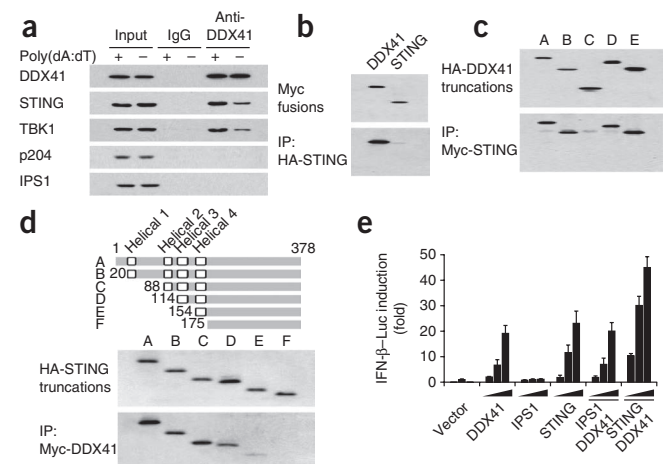 a
Input IgG Anti-
DDX41
Poly(dA:dT) + − + − + −
DDX41
STING
TBK1
p204
IPS1
b
DDX41 STING
Myc
fusions
IP:
HA-STING
c
A B C D E
HA-DDX41
truncations
IP:
Myc-STING
d
1 Helical 1 Helical 2 Helical 3 Helical 4 378
A
B 20
C 88
D 114
E 154
F 175
A B C D E F
HA-STING
truncations
IP:
Myc-DDX41
e
IFN-β–Luc induction
(fold)
50
40
30
20
10
0
Vector DDX41 IPS1 STING IPS1 DDX41 STING DDX41